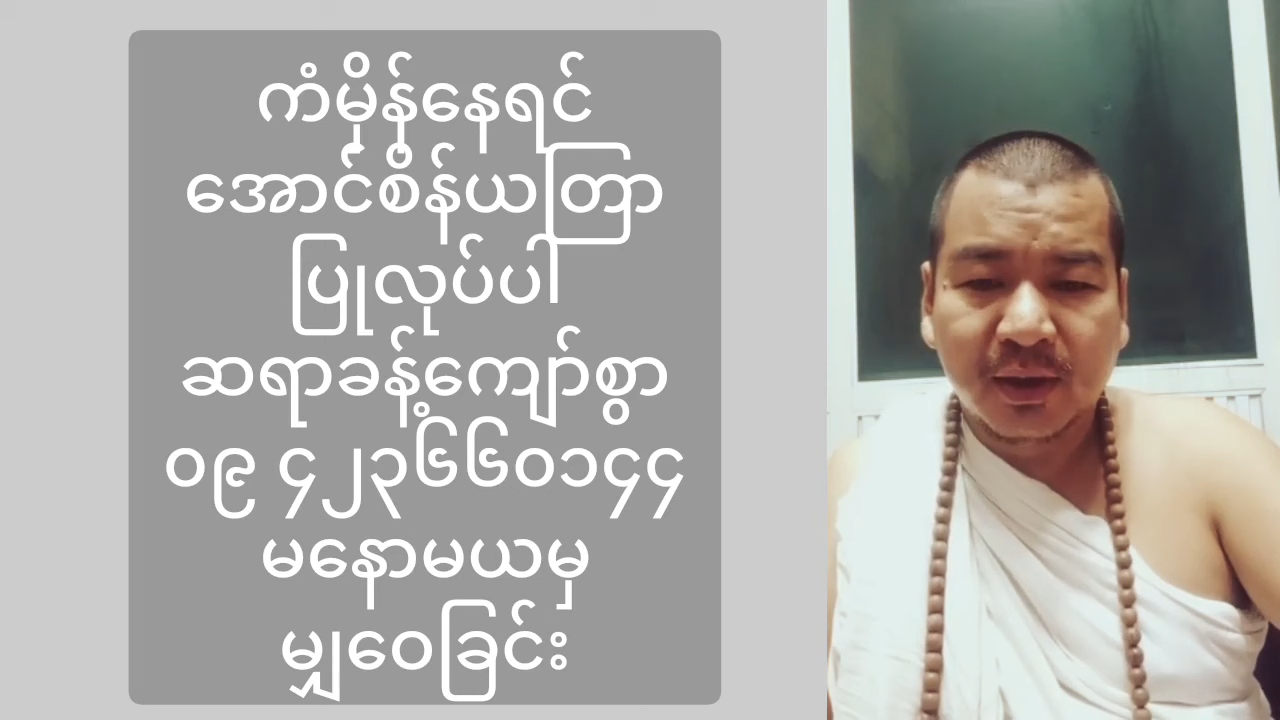 ကံမှိန်နေရင်
အောင်စိန်ယတြာ
ပြုလုပ်ပါ
ဆရာခန့်ကျော်စွာ
၀၉ ၄၂၃၆၆၀၁၄၄
မနောမယမှ
မျှဝေခြင်း